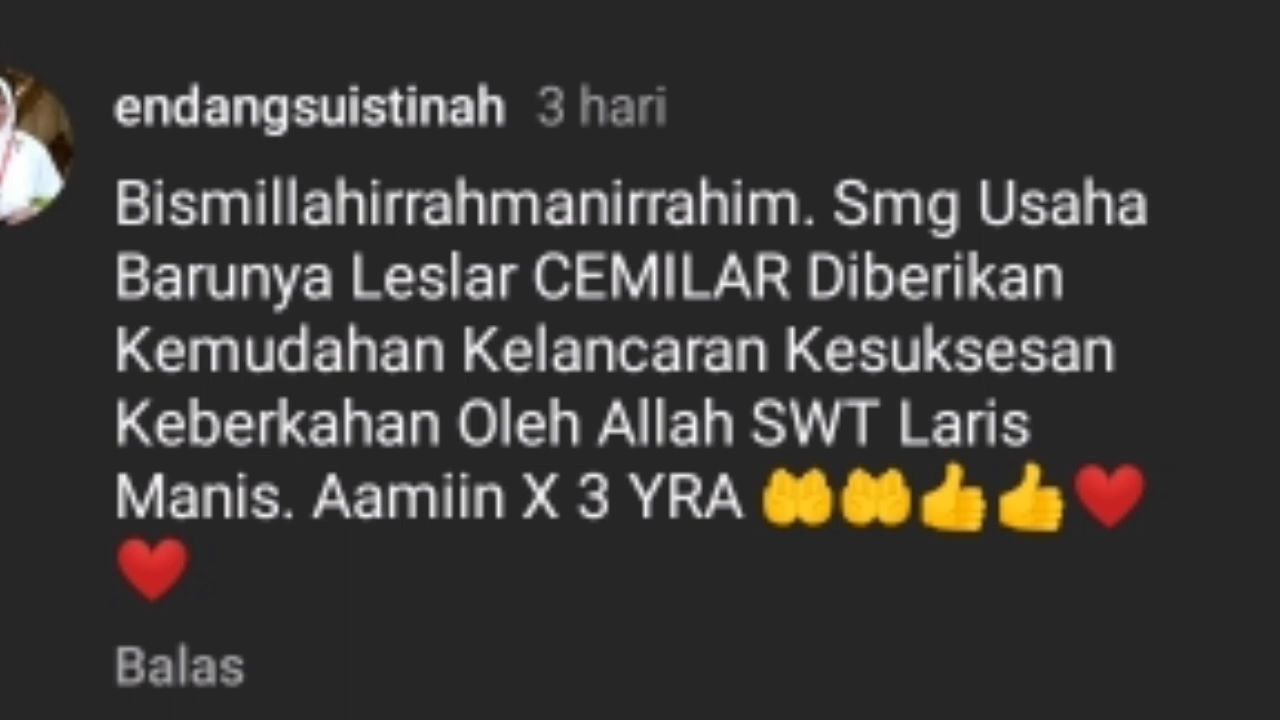 endangsuistinah 3 hari
Bismillahirrahmanirrahim. Smg Usaha
Barunya Leslar CEMILAR Diberikan
Kemudahan Kelancaran Kesuksesan
Keberkahan Oleh Allah SWT Laris
Manis. Aamiin X 3 YRA 🤲🤲👍👍❤️
❤️
Balas